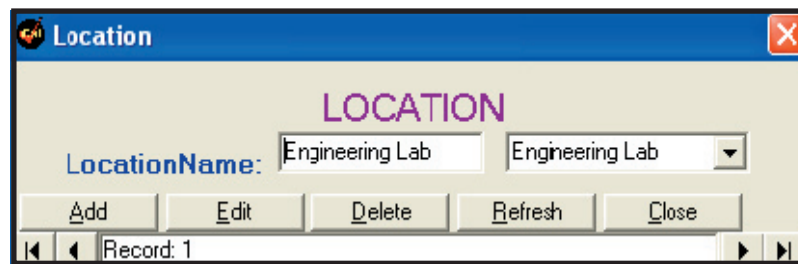 Location
LOCATION
LocationName: Engineering Lab Engineering Lab
Add Edit Delete Refresh Close
Record: 1